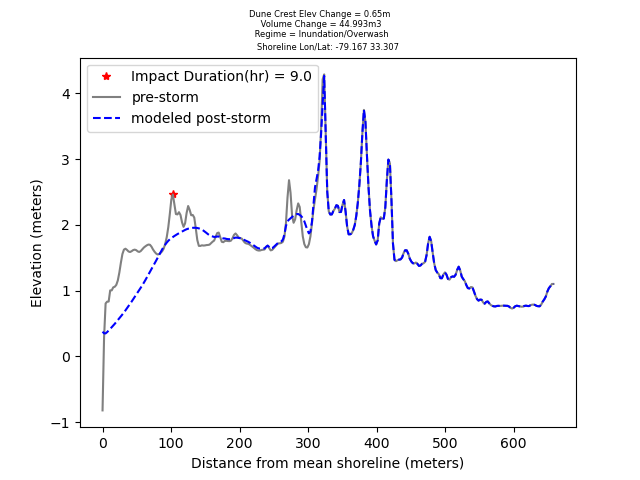 Dune Crest Elev Change = 0.65m
Volume Change = 44.993m3
Regime = Inundation/Overwash
Shoreline Lon/Lat: -79.167 33.307
Impact Duration(hr) = 9.0
pre-storm
modeled post-storm
Elevation (meters)
4
3
2
1
0
−1
0 100 200 300 400 500 600
Distance from mean shoreline (meters)